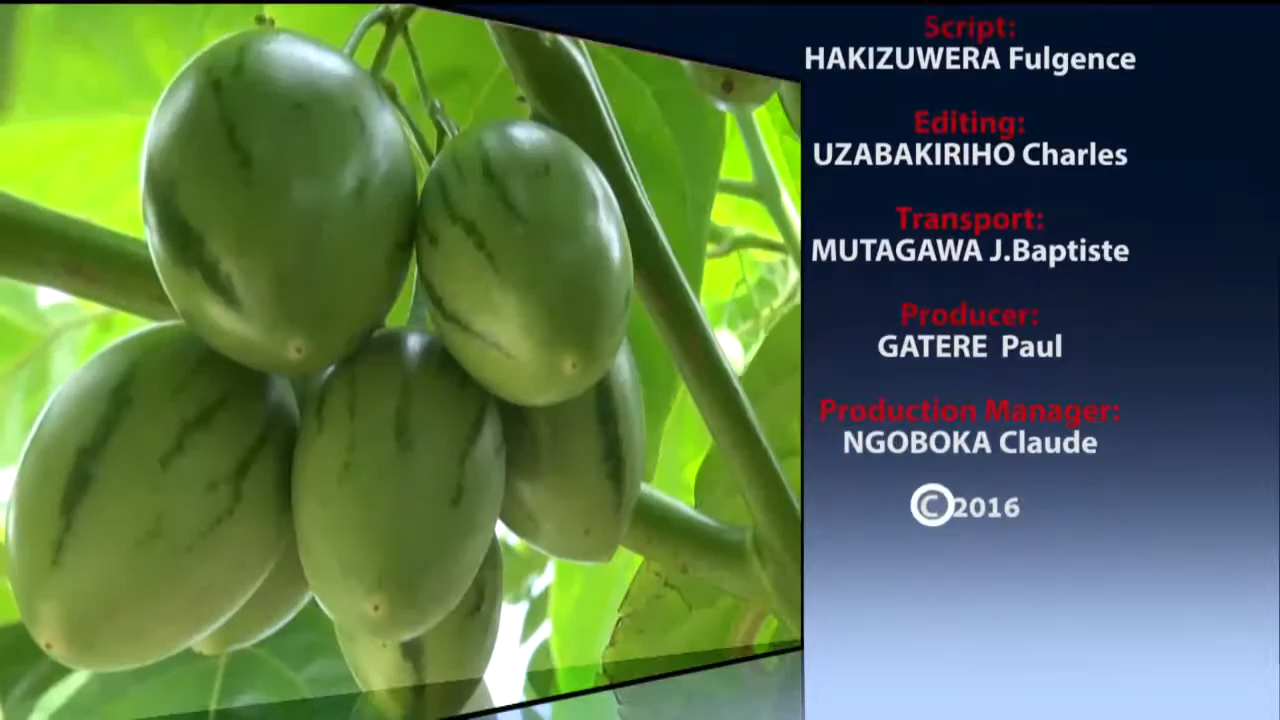 Script:
HAKIZUWERA Fulgence
Editing:
UZABAKIRIHO Charles
Transport:
MUTAGAWA J.Baptiste
Producer:
GATERE Paul
Production Manager:
NGOBOKA Claude
©2016